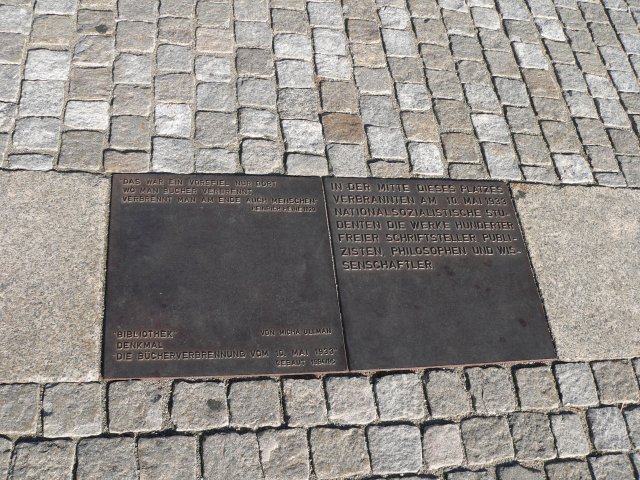 DAS WAR EIN VORSPIEL NUR DORT
WO MAN BÜCHER VERBRENNT
VERBRENNT MAN AM ENDE AUCH MENSCHEN"
HEINRICH HEINE 1820
"BIBLIOTHEK"
VON MICHA ULLMAN
DENKMAL
DIE BÜCHERVERBRENNUNG VOM 10. MAI 1933
GEBAUT 1994/95
IN DER MITTE DIESES PLATZES
VERBRANNTEN AM 10. MAI 1933
NATIONALSOZIALISTISCHE STU-
DENTEN DIE WERKE HUNDERTER
FREIER SCHRIFTSTELLER PUBLI-
ZISTEN, PHILOSOPHEN UND WIS-
SENSCHAFTLER